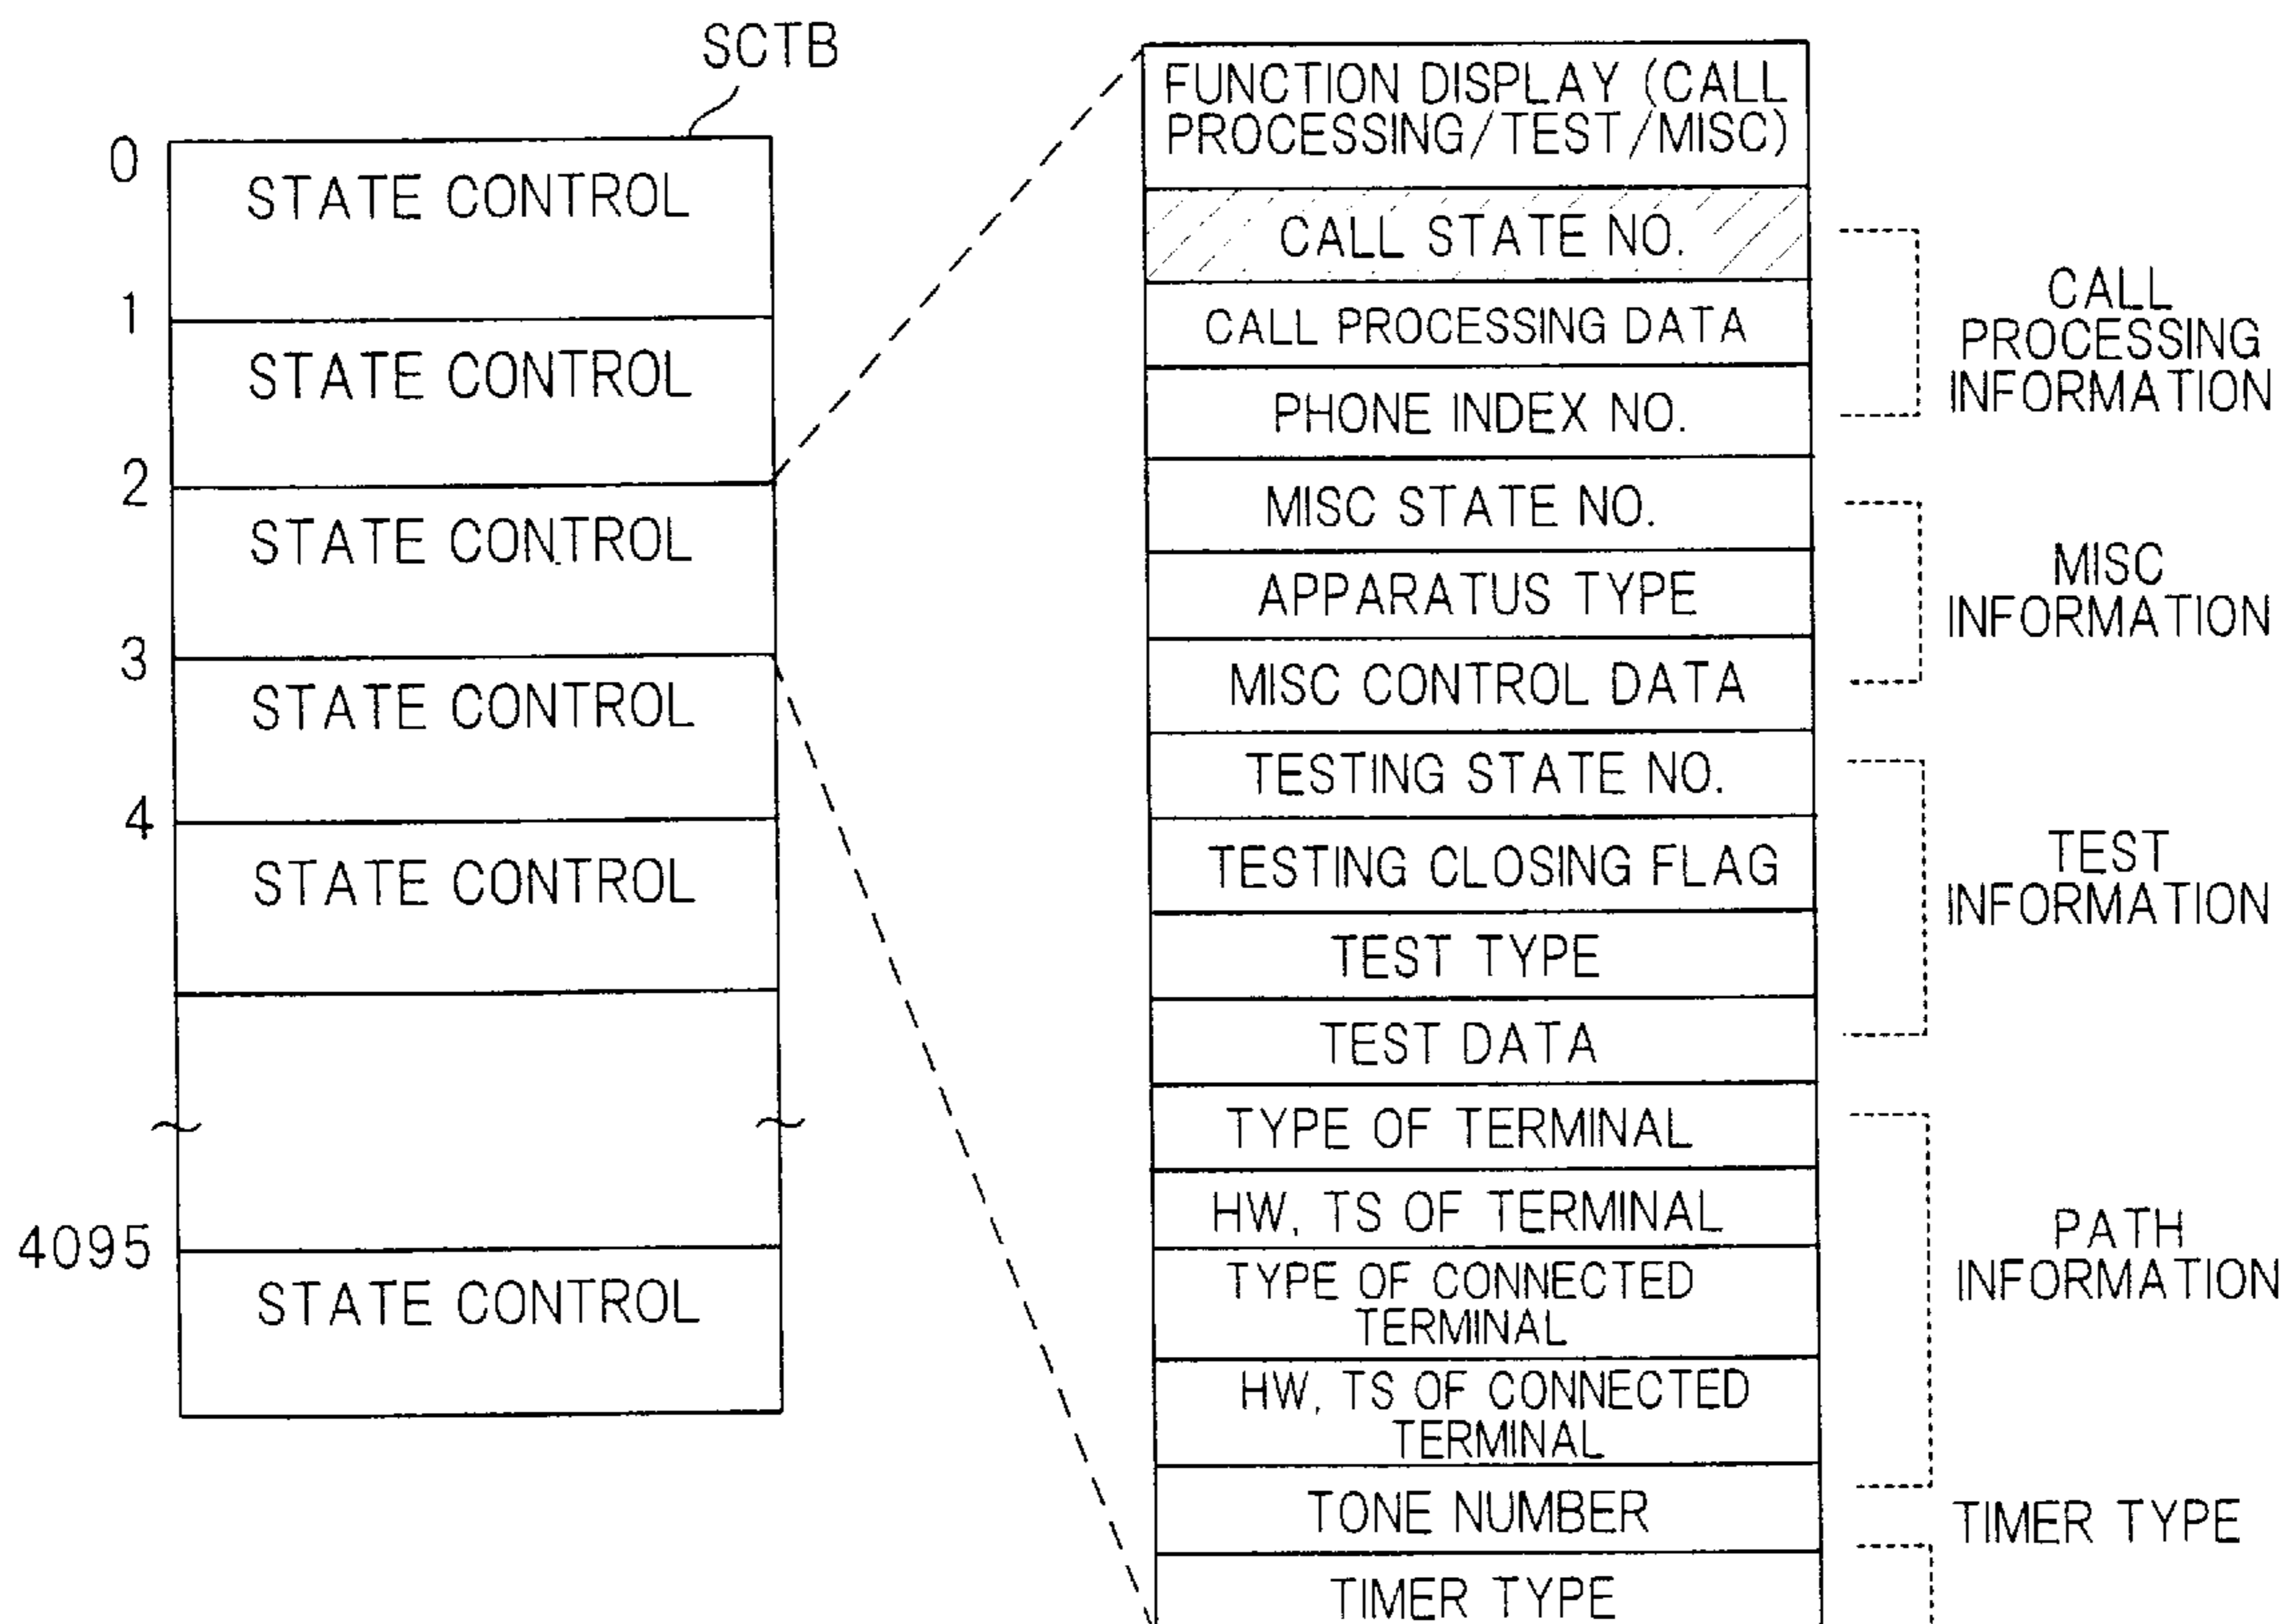 SCTB
0
STATE CONTROL
1
STATE CONTROL
2
STATE CONTROL
3
STATE CONTROL
4
STATE CONTROL
4095
STATE CONTROL
FUNCTION DISPLAY (CALL
PROCESSING/TEST/MISC)
CALL STATE NO.
CALL PROCESSING DATA
PHONE INDEX NO.
CALL
PROCESSING
INFORMATION
MISC STATE NO.
APPARATUS TYPE
MISC CONTROL DATA
MISC
INFORMATION
TESTING STATE NO.
TESTING CLOSING FLAG
TEST TYPE
TEST DATA
TEST
INFORMATION
TYPE OF TERMINAL
HW, TS OF TERMINAL
TYPE OF CONNECTED
TERMINAL
HW, TS OF CONNECTED
TERMINAL
TONE NUMBER
PATH
INFORMATION
TIMER TYPE
TIMER TYPE